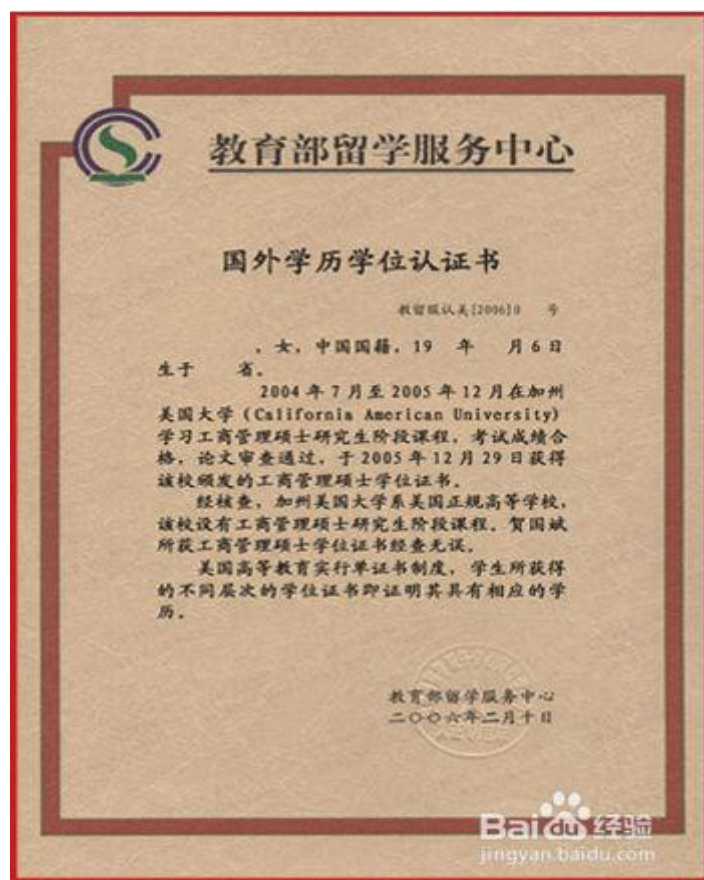 教育部留学服务中心
国外学历学位认证书
教留服认美[2006]0 号
，女，中国国籍，19 年 月6日
生于 省。
2004年7月至2005年12月在加州
美国大学（California American University）
学习工商管理硕士研究生阶段课程，考试成绩合
格，论文审查通过，于2005年12月29日获得
该校颁发的工商管理硕士学位证书。
经核查，加州美国大学系美国正规高等学校，
该校设有工商管理硕士研究生阶段课程。贺国斌
所获工商管理硕士学位证书经查无误。
美国高等教育实行单证书制度，学生所获得
的不同层次的学位证书即证明其具有相应的学
历。
教育部留学服务中心
二〇〇六年二月十日
Baidu 经验
jingyan.baidu.com